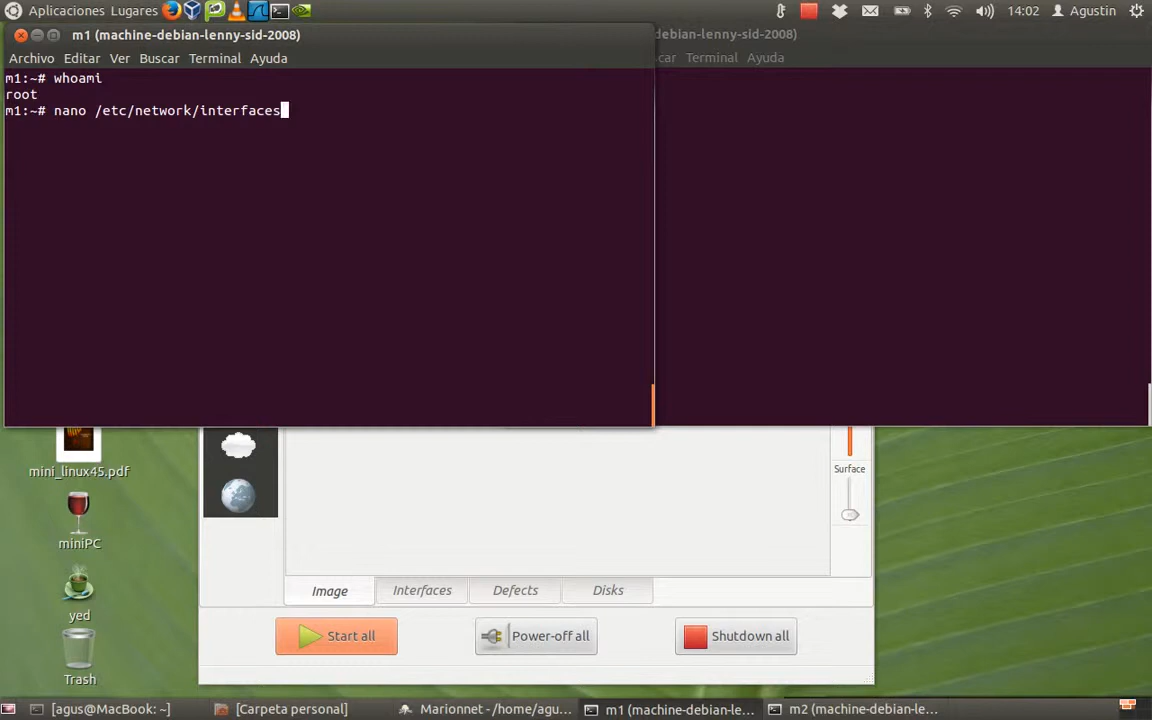 Aplicaciones Lugares 14:02 Agustin
m1 (machine-debian-lenny-sid-2008)
debian-lenny-sid-2008)
Archivo Editar Ver Buscar Terminal Ayuda
car Terminal Ayuda
m1:~# whoami
root
m1:~# nano /etc/network/interfaces
mini_linux45.pdf
miniPC
yed
Trash
Surface
Image Interfaces Defects Disks
Start all Power-off all Shutdown all
[agus@MacBook: ~] [Carpeta personal] Marionnet - /home/agu... m1 (machine-debian-le... m2 (machine-debian-le...